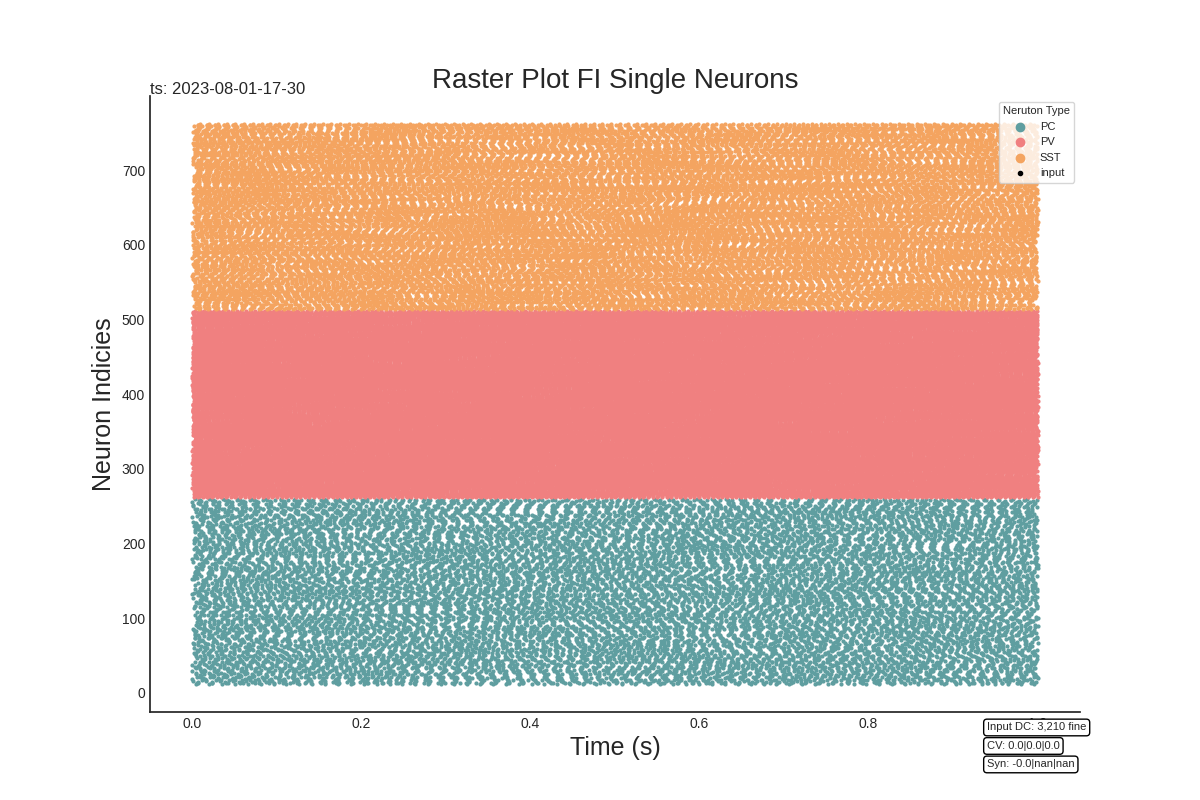 Raster Plot FI Single Neurons
ts: 2023-08-01-17-30
Neruton Type
PC
PV
SST
input
Neuron Indicies
700
600
500
400
300
200
100
0
0.0
0.2
0.4
0.6
0.8
Time (s)
Input DC: 3,210 fine
CV: 0.0|0.0|0.0
Syn: -0.0|nan|nan